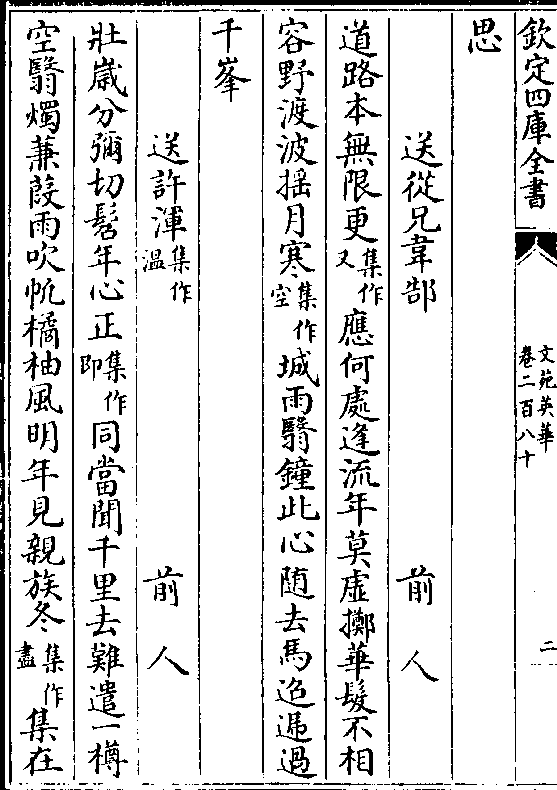 欽定四庫全書
文苑英華
卷二百八十
二
思
送從兄韋郜
前人
道路本無限更集作又應何處逢流年莫虛擲華髮不相
容野渡波摇月寒集作空城雨翳鐘此心随去馬迢遞過
千峯
送許渾集作温
前人
壮歳分彌切髫年心正集作即同當聞千里去難遣一樽
空翳燭蒹葭雨吹帆橘柚風明年見親族冬集作盡集在